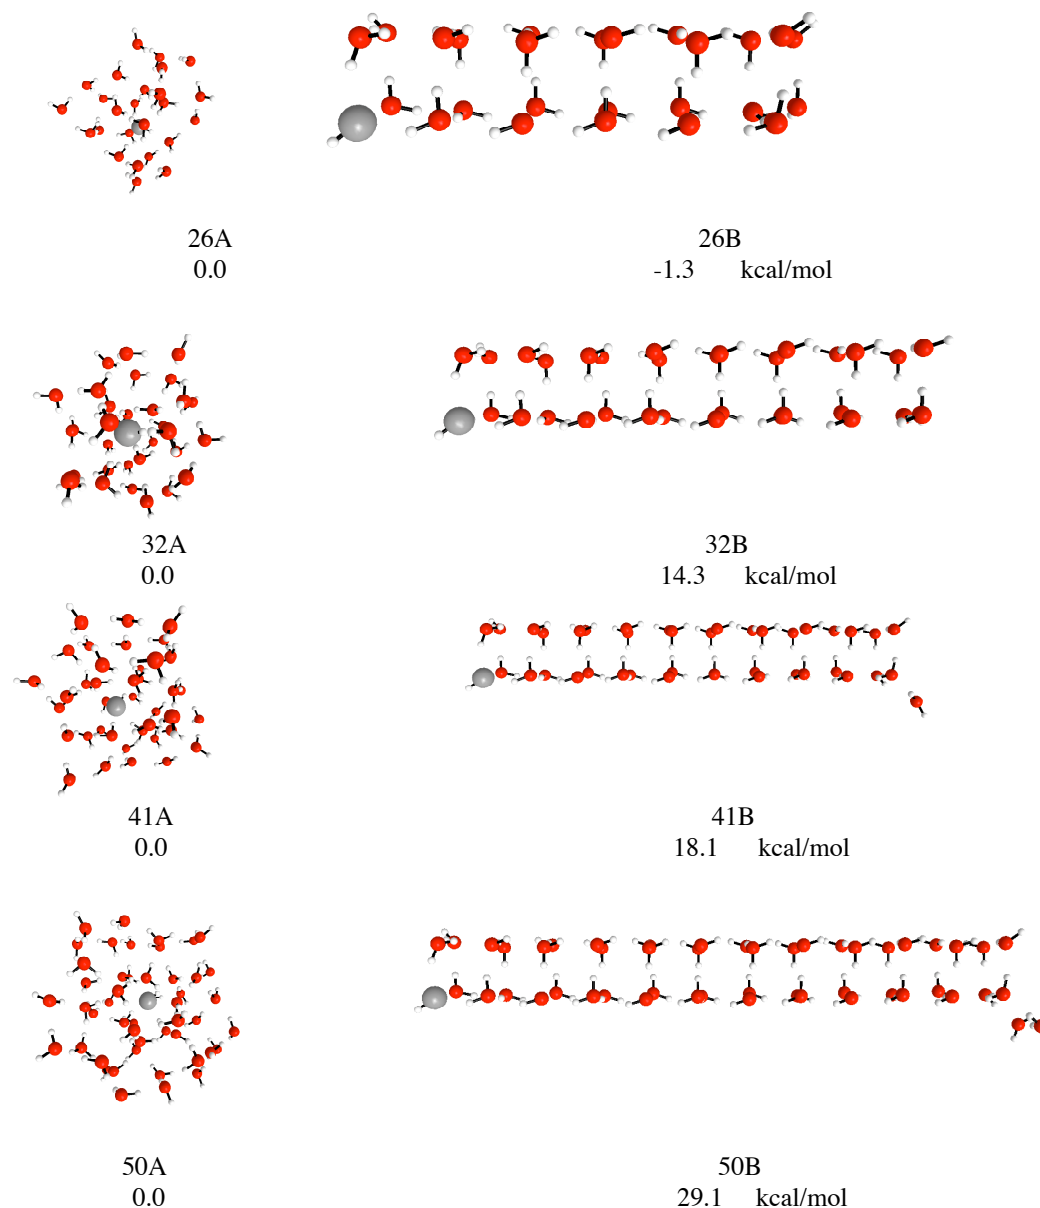 26A 26B
0.0 -1.3 kcal/mol
32A 32B
0.0 14.3 kcal/mol
41A 41B
0.0 18.1 kcal/mol
50A 50B
0.0 29.1 kcal/mol